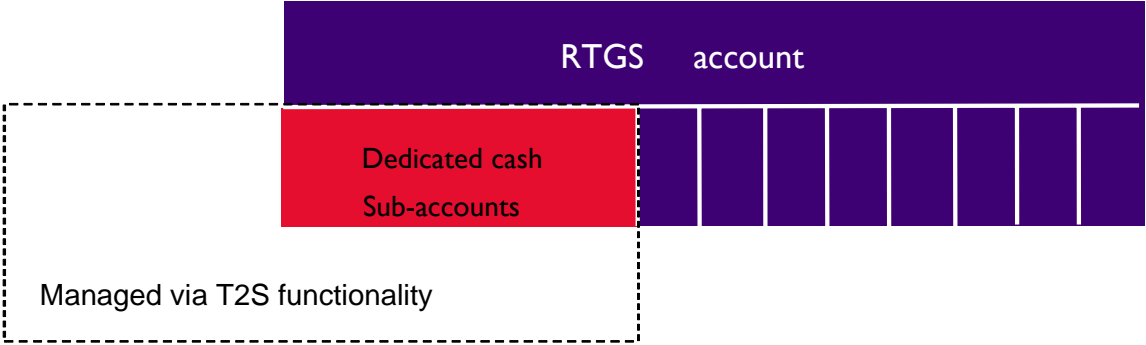 RTGS account
Dedicated cash
Sub-accounts
Managed via T2S functionality